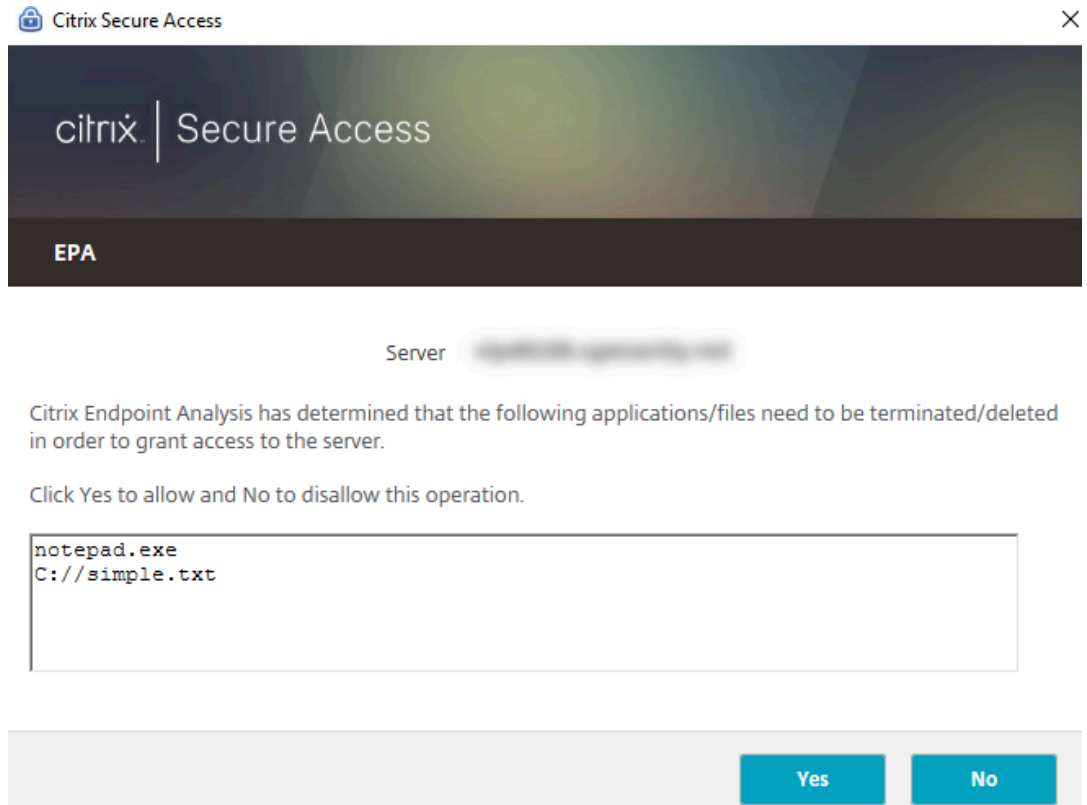 Citrix Secure Access
citrix. | Secure Access
EPA
Server
Citrix Endpoint Analysis has determined that the following applications/files need to be terminated/deleted
in order to grant access to the server.
Click Yes to allow and No to disallow this operation.
notepad.exe
C://simple.txt
Yes
No